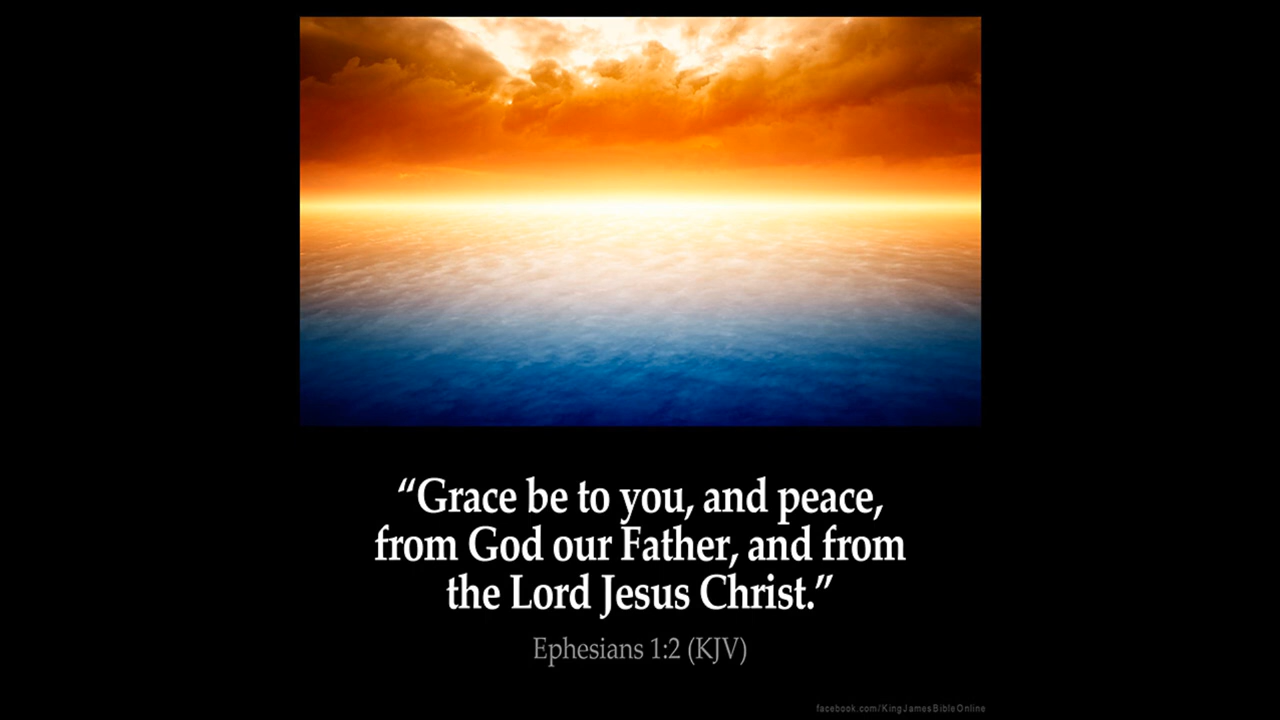 “Grace be to you, and peace,
from God our Father, and from
the Lord Jesus Christ.”
Ephesians 1:2 (KJV)
facebook.com/KingJamesBibleOnline